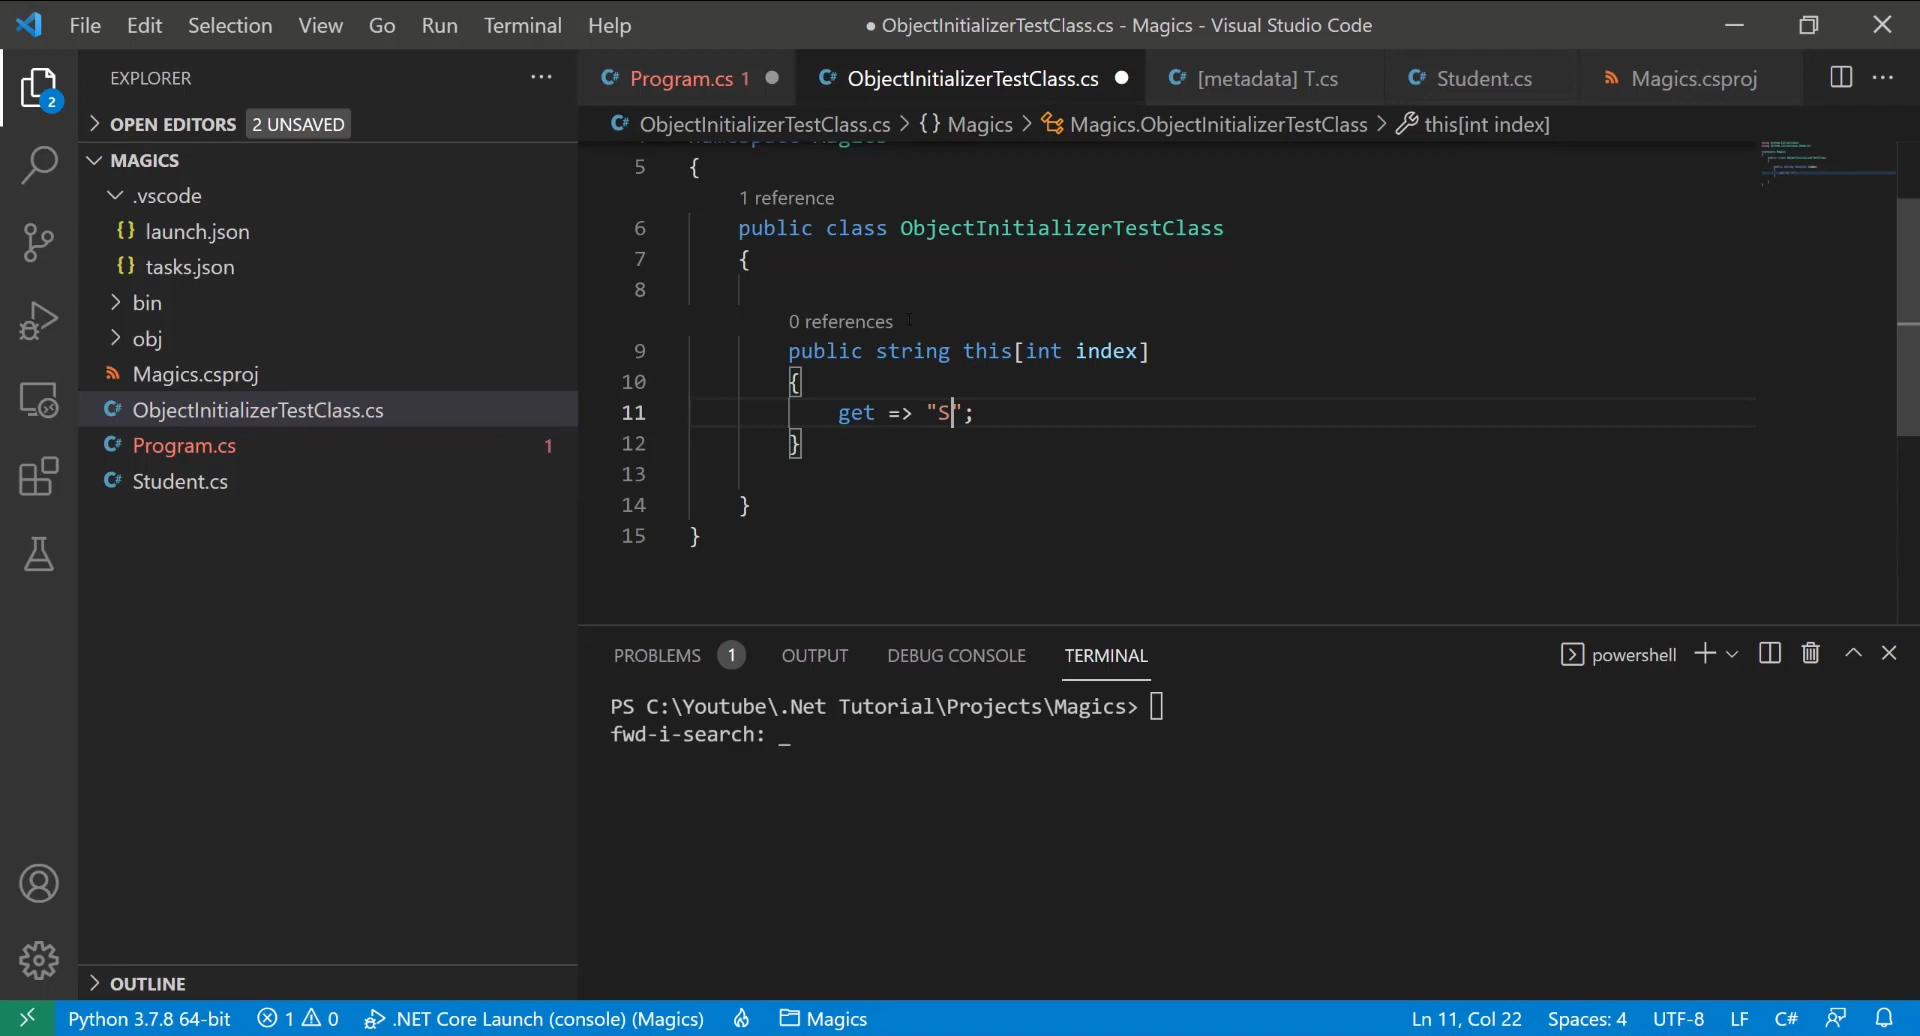 File Edit Selection View Go Run Terminal Help
● ObjectInitializerTestClass.cs - Magics - Visual Studio Code
EXPLORER
Program.cs 1
ObjectInitializerTestClass.cs
[metadata] T.cs
Student.cs
Magics.csproj
2
OPEN EDITORS 2 UNSAVED
MAGICS
.vscode
{} launch.json
{} tasks.json
bin
obj
Magics.csproj
ObjectInitializerTestClass.cs
Program.cs 1
Student.cs
OUTLINE
ObjectInitializerTestClass.cs > {} Magics > Magics.ObjectInitializerTestClass > this[int index]
namespace Magics
5 {
1 reference
6 public class ObjectInitializerTestClass
7 {
8
0 references
9 public string this[int index]
10 {
11 get => "S";
12 }
13
14 }
15 }
PROBLEMS 1 OUTPUT DEBUG CONSOLE TERMINAL
powershell
PS C:\Youtube\.Net Tutorial\Projects\Magics>
fwd-i-search: _
Python 3.7.8 64-bit 1 0 .NET Core Launch (console) (Magics) Magics Ln 11, Col 22 Spaces: 4 UTF-8 LF C#